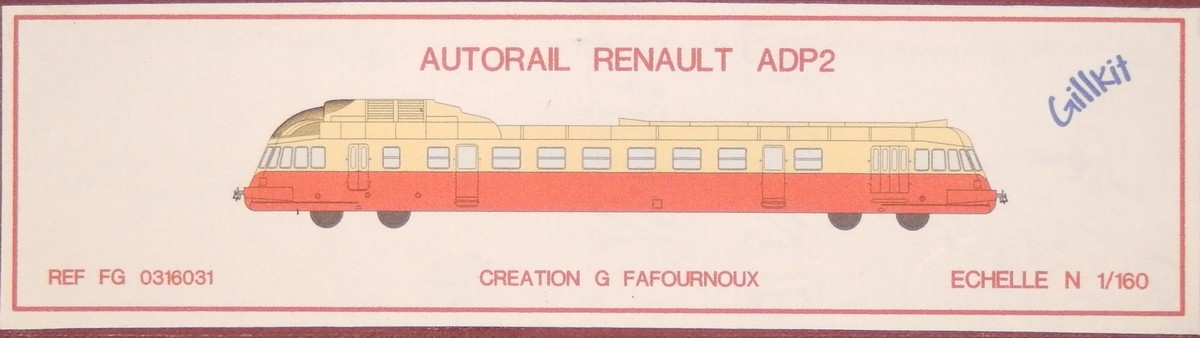 AUTORAIL RENAULT ADP2
Gillkit
REF FG 0316031
CREATION G FAFOURNOUX
ECHELLE N 1/160